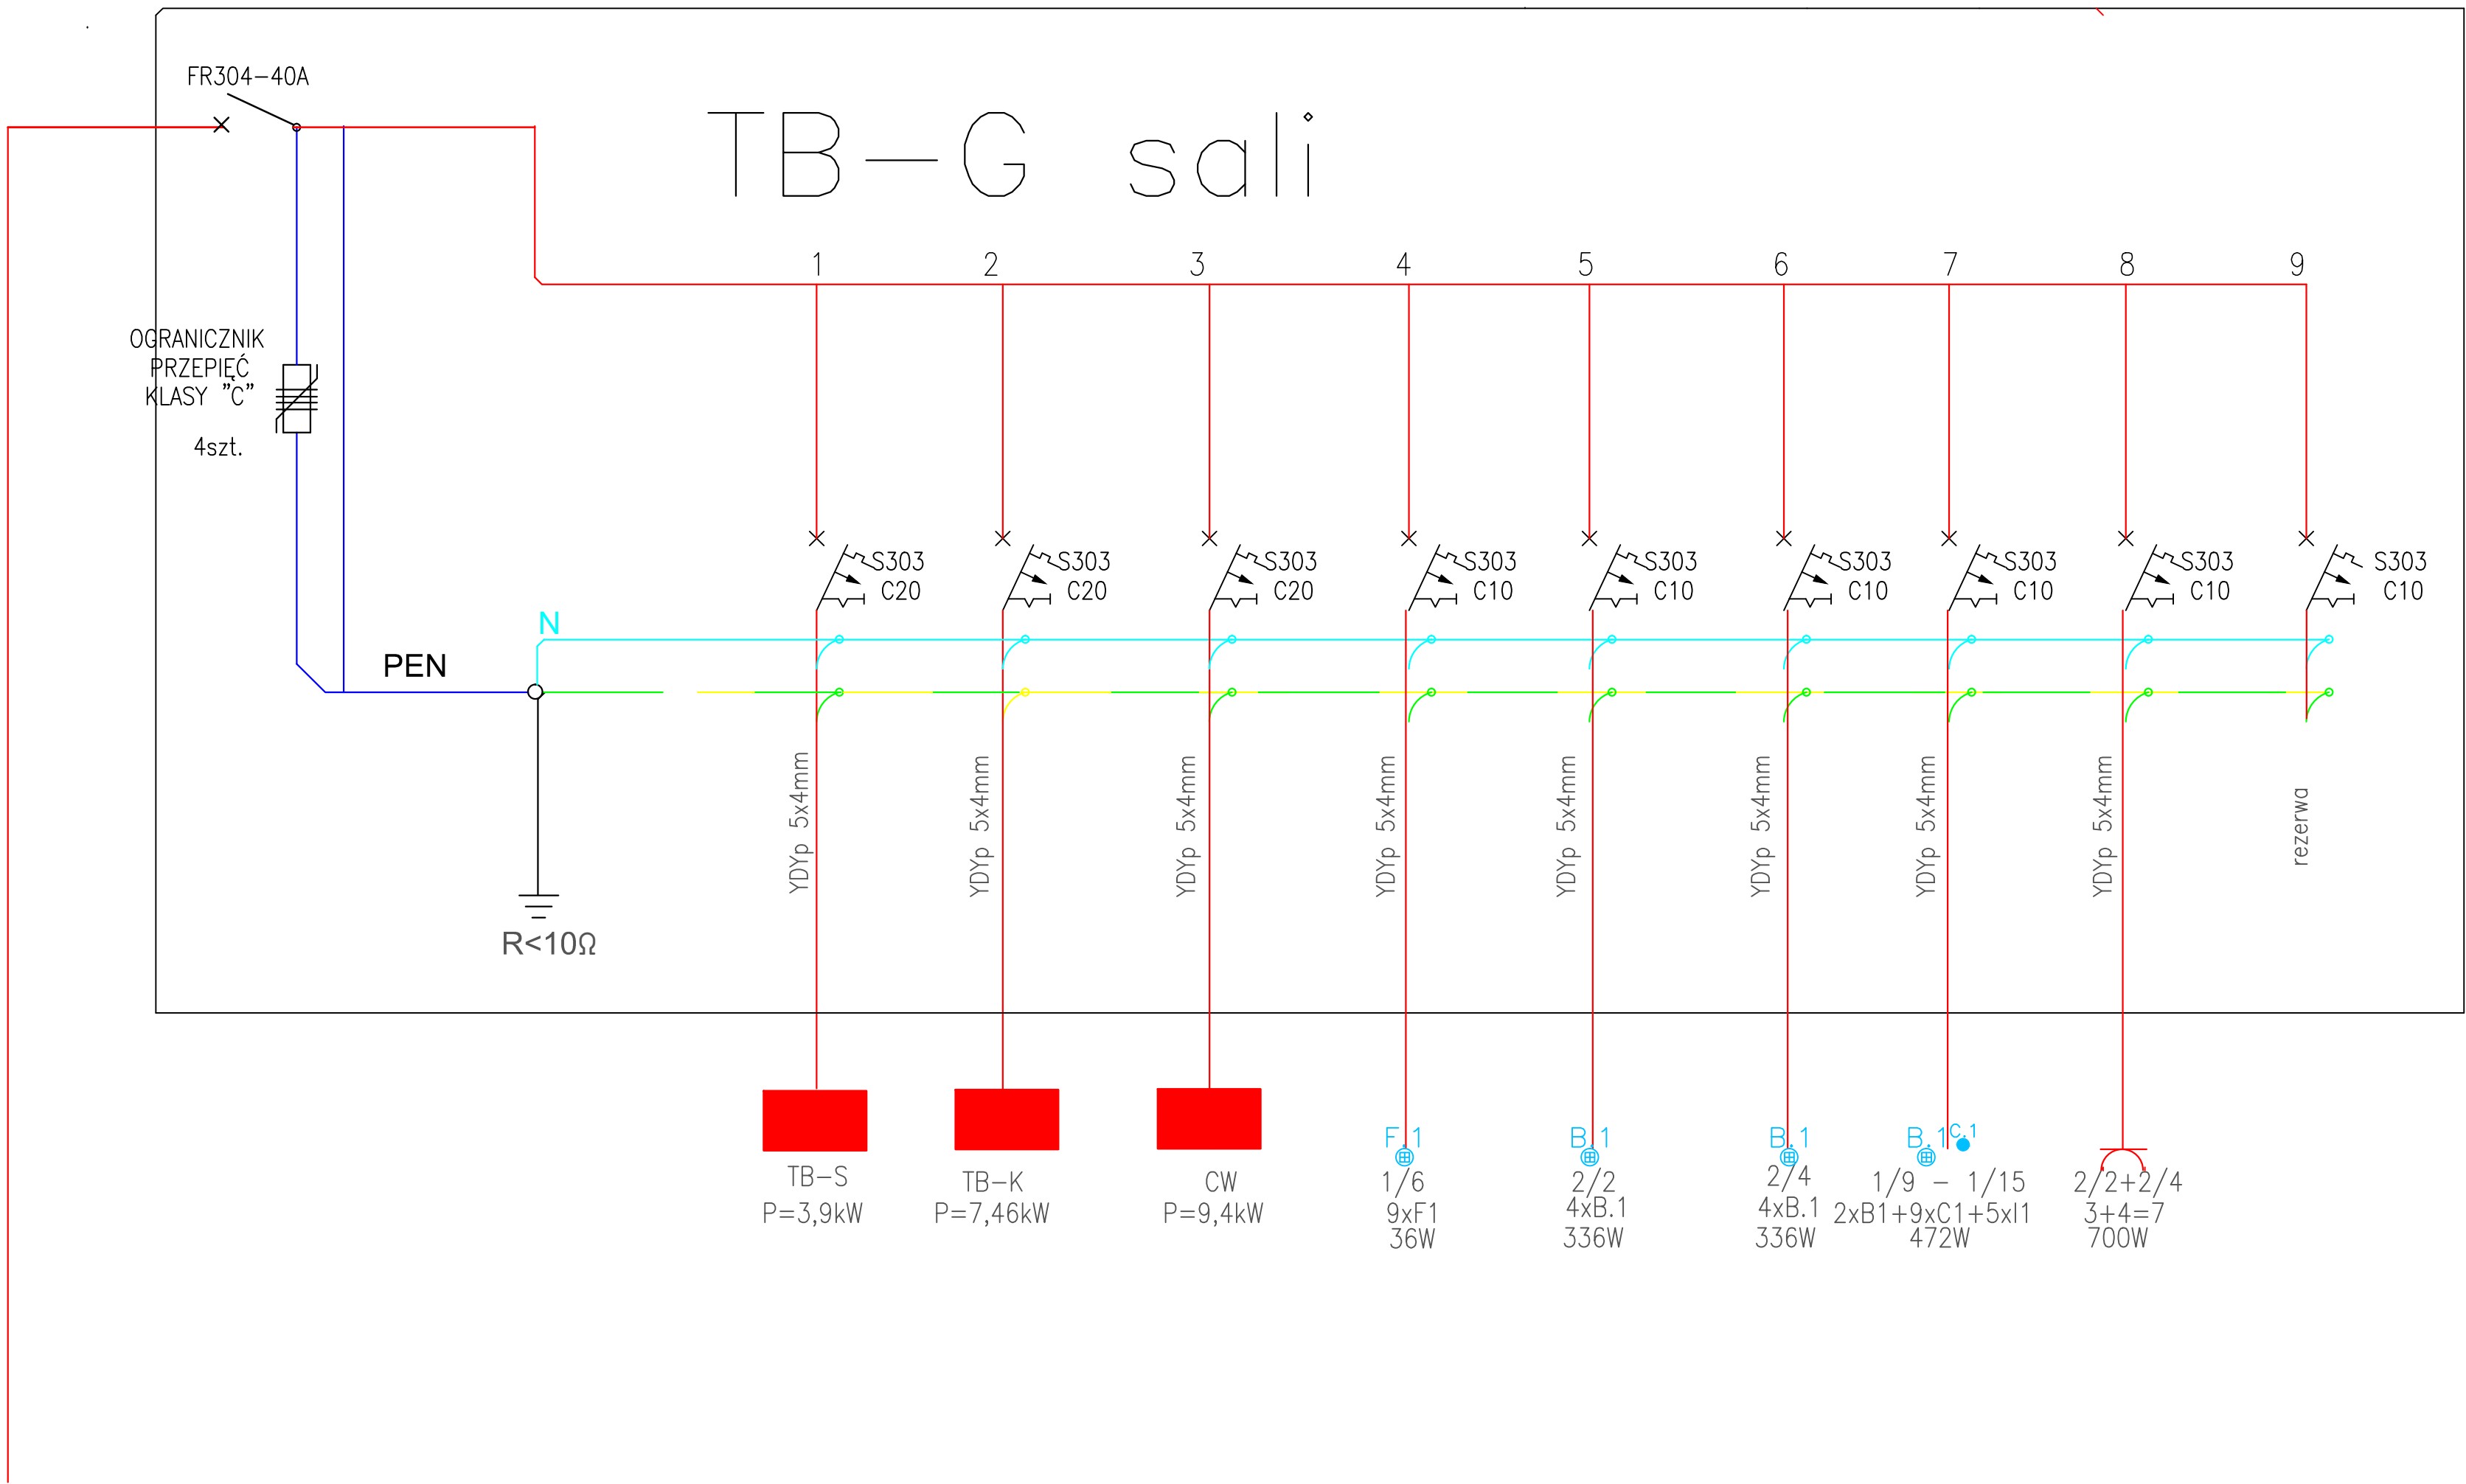 FR304-40A
TB-G sali
1 2 3 4 5 6 7 8 9
OGRANICZNIK
PRZEPIĘĆ
KLASY "C"
4szt.
S303
C20
S303
C20
S303
C20
S303
C10
S303
C10
S303
C10
S303
C10
S303
C10
S303
C10
N
PEN
YDYp 5x4mm
YDYp 5x4mm
YDYp 5x4mm
YDYp 5x4mm
YDYp 5x4mm
YDYp 5x4mm
YDYp 5x4mm
YDYp 5x4mm
rezerwa
R<10Ω
TB-S
P=3,9kW
TB-K
P=7,46kW
CW
P=9,4kW
F.1
1/6
9xF1
36W
B.1
2/2
4xB.1
336W
B.1
2/4
4xB.1
336W
B.1 C.1
1/9 - 1/15
2xB1+9xC1+5xI1
472W
2/2+2/4
3+4=7
700W